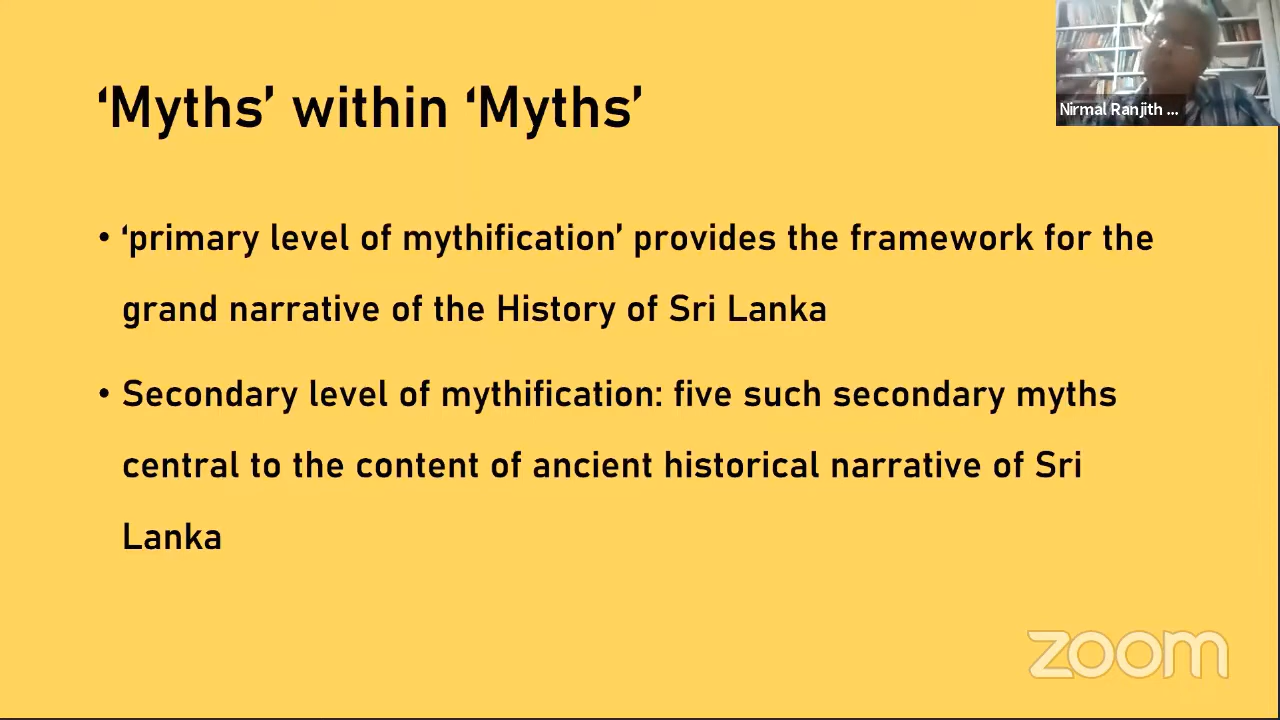 ‘Myths’ within ‘Myths’
Nirmal Ranjith ...
• ‘primary level of mythification’ provides the framework for the
grand narrative of the History of Sri Lanka
• Secondary level of mythification: five such secondary myths
central to the content of ancient historical narrative of Sri
Lanka
zoom